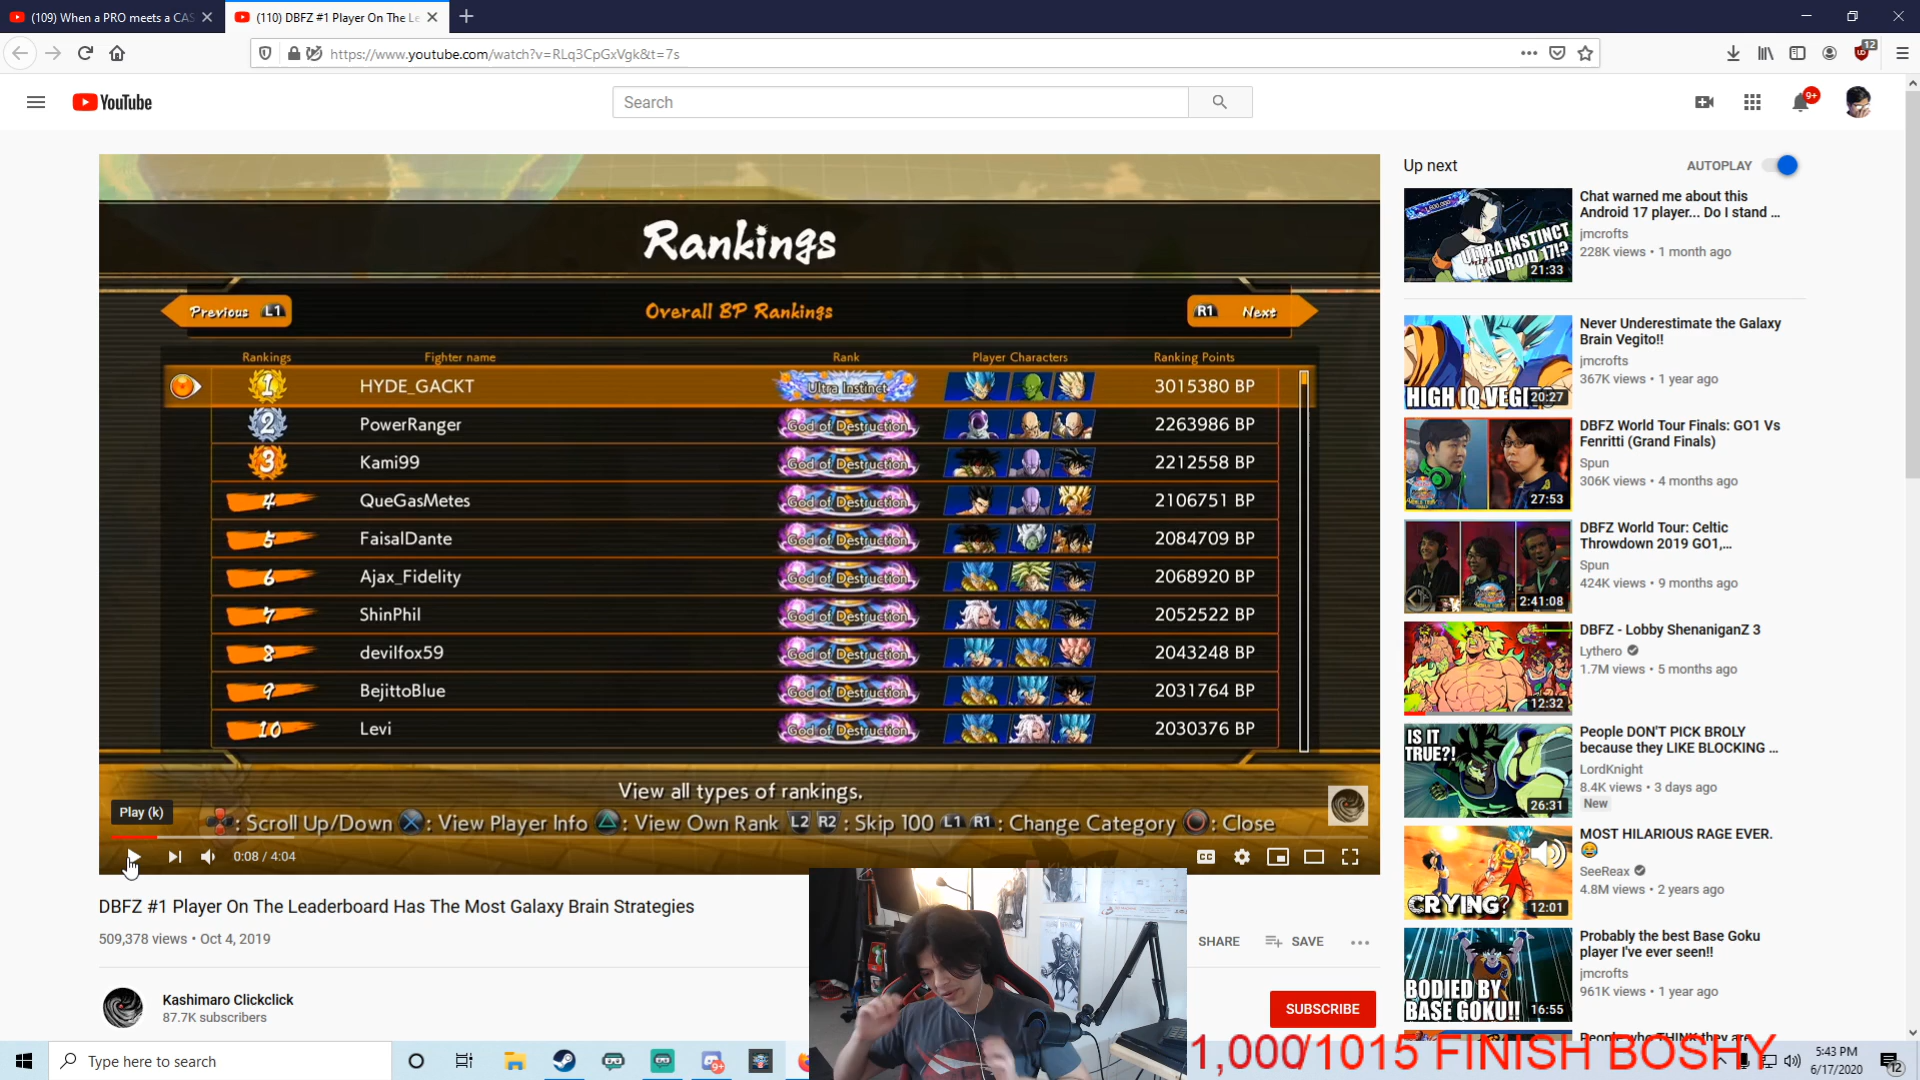 (109) When a PRO meets a CAS
(110) DBFZ #1 Player On The Le
https://www.youtube.com/watch?v=RLq3CpGxVgk&t=7s
12
YouTube
Search
9+
Rankings
Previous L1
Overall BP Rankings
R1 Next
Rankings Fighter name Rank Player Characters Ranking Points
1 HYDE_GACKT Ultra Instinct 3015380 BP
2 PowerRanger God of Destruction 2263986 BP
3 Kami99 God of Destruction 2212558 BP
4 QueGasMetes God of Destruction 2106751 BP
5 FaisalDante God of Destruction 2084709 BP
6 Ajax_Fidelity God of Destruction 2068920 BP
7 ShinPhil God of Destruction 2052522 BP
8 devilfox59 God of Destruction 2043248 BP
9 BejittoBlue God of Destruction 2031764 BP
10 Levi God of Destruction 2030376 BP
View all types of rankings.
Play (k)
: Scroll Up/Down : View Player Info : View Own Rank L2 R2 : Skip 100 L1 R1 : Change Category : Close
0:08 / 4:04
CC
DBFZ #1 Player On The Leaderboard Has The Most Galaxy Brain Strategies
509,378 views • Oct 4, 2019
SHARE
SAVE
Kashimaro Clickclick
87.7K subscribers
SUBSCRIBE
Up next
AUTOPLAY
ULTRA INSTINCT
ANDROID 17!?
21:33
Chat warned me about this
Android 17 player... Do I stand ...
jmcrofts
228K views • 1 month ago
HIGH IQ VEGI
20:27
Never Underestimate the Galaxy
Brain Vegito!!
jmcrofts
367K views • 1 year ago
27:53
DBFZ World Tour Finals: GO1 Vs
Fenritti (Grand Finals)
Spun
306K views • 4 months ago
2:41:08
DBFZ World Tour: Celtic
Throwdown 2019 GO1,...
Spun
424K views • 9 months ago
12:32
DBFZ - Lobby ShenaniganZ 3
Lythero
1.7M views • 5 months ago
IS IT
TRUE?!
26:31
People DON'T PICK BROLY
because they LIKE BLOCKING ...
LordKnight
8.4K views • 3 days ago
New
CRYING?
12:01
MOST HILARIOUS RAGE EVER.
😂
SeeReax
4.8M views • 2 years ago
BODIED BY
BASE GOKU!!
16:55
Probably the best Base Goku
player I've ever seen!!
jmcrofts
961K views • 1 year ago
People who THINK they are
1,000/1015 FINISH BOSHY
Type here to search
9+
5:43 PM
6/17/2020
12